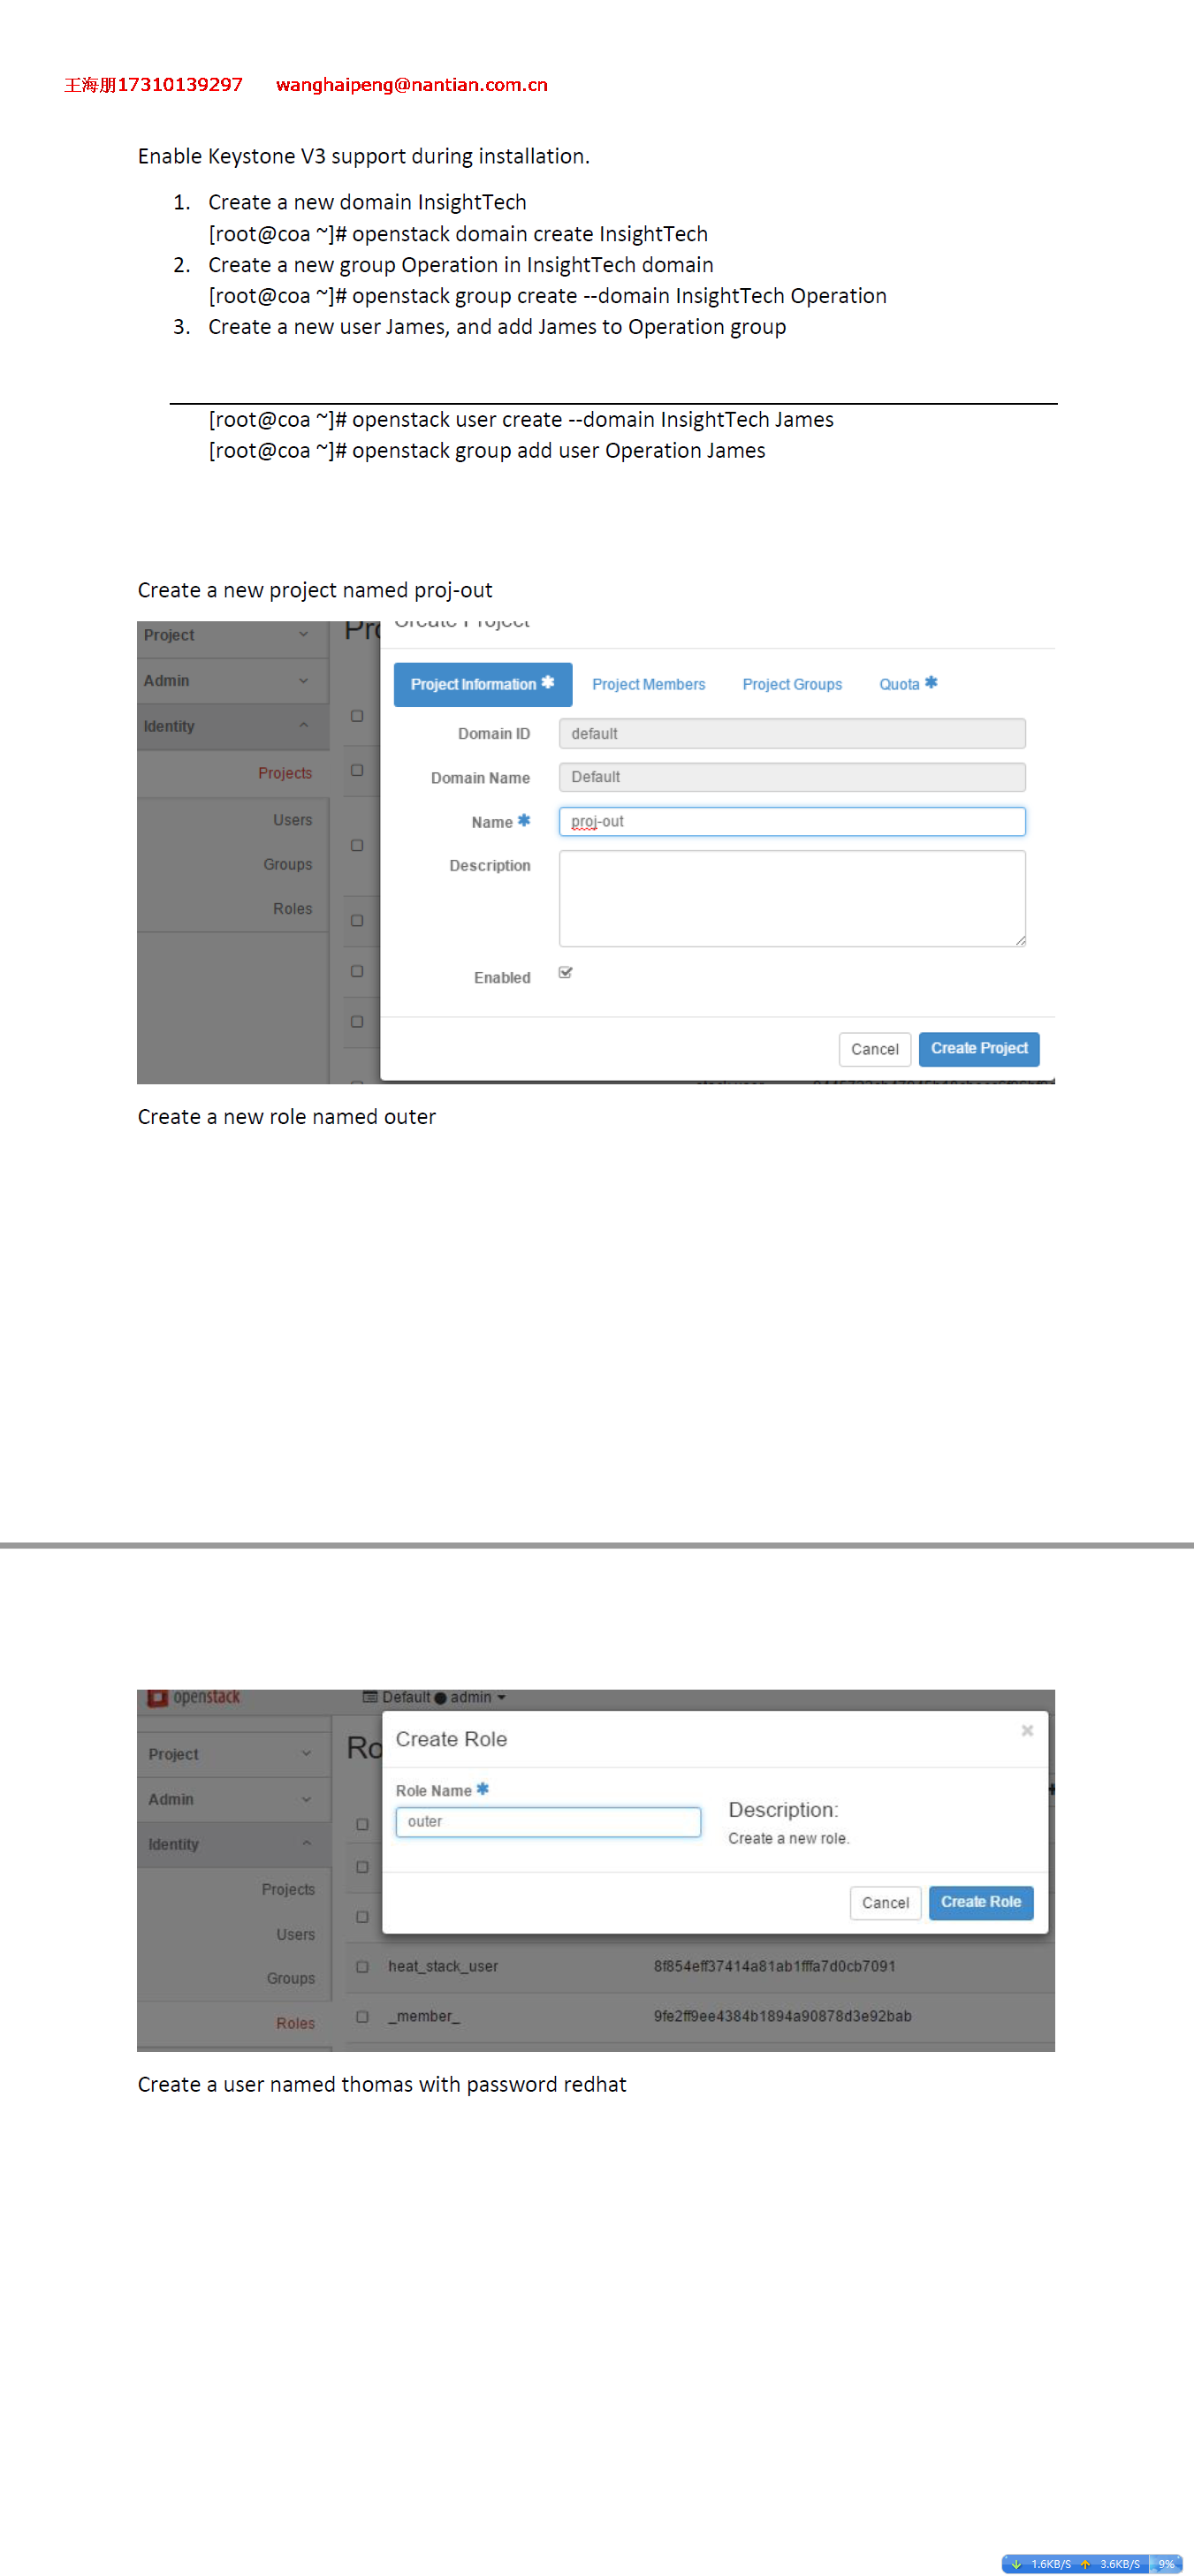 王海朋17310139297 wanghaipeng@nantian.com.cn
Enable Keystone V3 support during installation.
1. Create a new domain InsightTech
[root@coa ~]# openstack domain create InsightTech
2. Create a new group Operation in InsightTech domain
[root@coa ~]# openstack group create --domain InsightTech Operation
3. Create a new user James, and add James to Operation group
[root@coa ~]# openstack user create --domain InsightTech James
[root@coa ~]# openstack group add user Operation James
Create a new project named proj-out
Create Project
Project
Admin
Identity
Projects
Users
Groups
Roles
Project Information * Project Members Project Groups Quota *
Domain ID default
Domain Name Default
Name * proj-out
Description
Enabled
Cancel Create Project
Create a new role named outer
openstack Default admin
Project
Admin
Identity
Projects
Users
Groups
Roles
Create Role ×
Role Name *
outer
Description:
Create a new role.
Cancel Create Role
heat_stack_user 8f854eff37414a81ab1fffa7d0cb7091
_member_ 9fe2ff9ee4384b1894a90878d3e92bab
Create a user named thomas with password redhat
1.6KB/S 3.6KB/S 9%